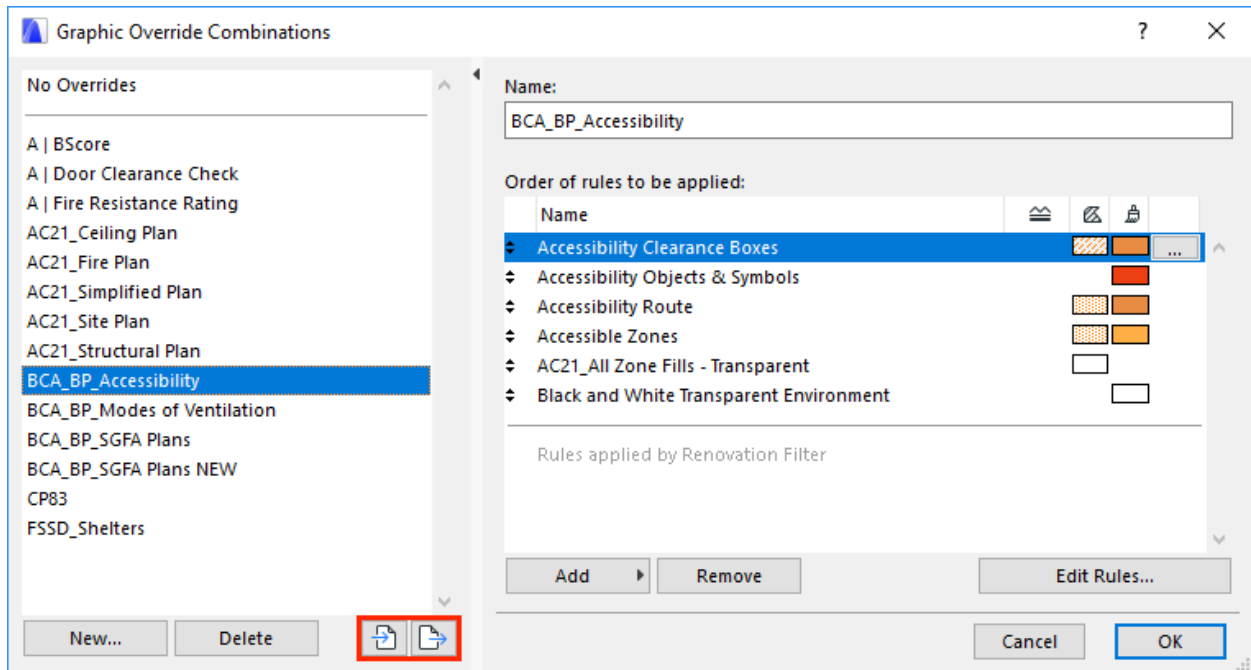 Graphic Override Combinations
?
No Overrides
A | BScore
A | Door Clearance Check
A | Fire Resistance Rating
AC21_Ceiling Plan
AC21_Fire Plan
AC21_Simplified Plan
AC21_Site Plan
AC21_Structural Plan
BCA_BP_Accessibility
BCA_BP_Modes of Ventilation
BCA_BP_SGFA Plans
BCA_BP_SGFA Plans NEW
CP83
FSSD_Shelters
New...
Delete
Name:
BCA_BP_Accessibility
Order of rules to be applied:
Name
Accessibility Clearance Boxes ...
Accessibility Objects & Symbols
Accessibility Route
Accessible Zones
AC21_All Zone Fills - Transparent
Black and White Transparent Environment
Rules applied by Renovation Filter
Add
Remove
Edit Rules...
Cancel
OK